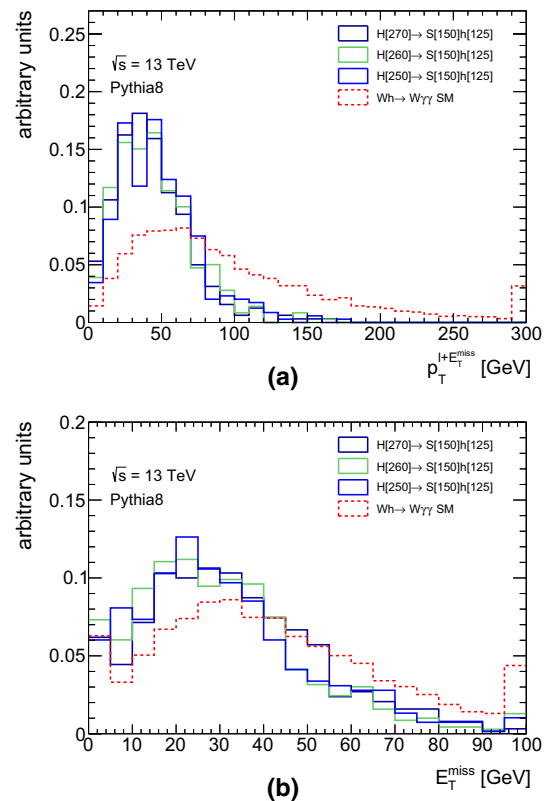 arbitrary units
0.25
0.2
0.15
0.1
0.05
0
√s = 13 TeV
Pythia8
H[270]→ S[150]h[125]
H[260]→ S[150]h[125]
H[250]→ S[150]h[125]
Wh→ Wγγ SM
0 50 100 150 200 250 300
p_T^{l+E_T^{miss}} [GeV]
(a)
arbitrary units
0.2
0.15
0.1
0.05
0
√s = 13 TeV
Pythia8
H[270]→ S[150]h[125]
H[260]→ S[150]h[125]
H[250]→ S[150]h[125]
Wh→ Wγγ SM
0 10 20 30 40 50 60 70 80 90 100
E_T^{miss} [GeV]
(b)